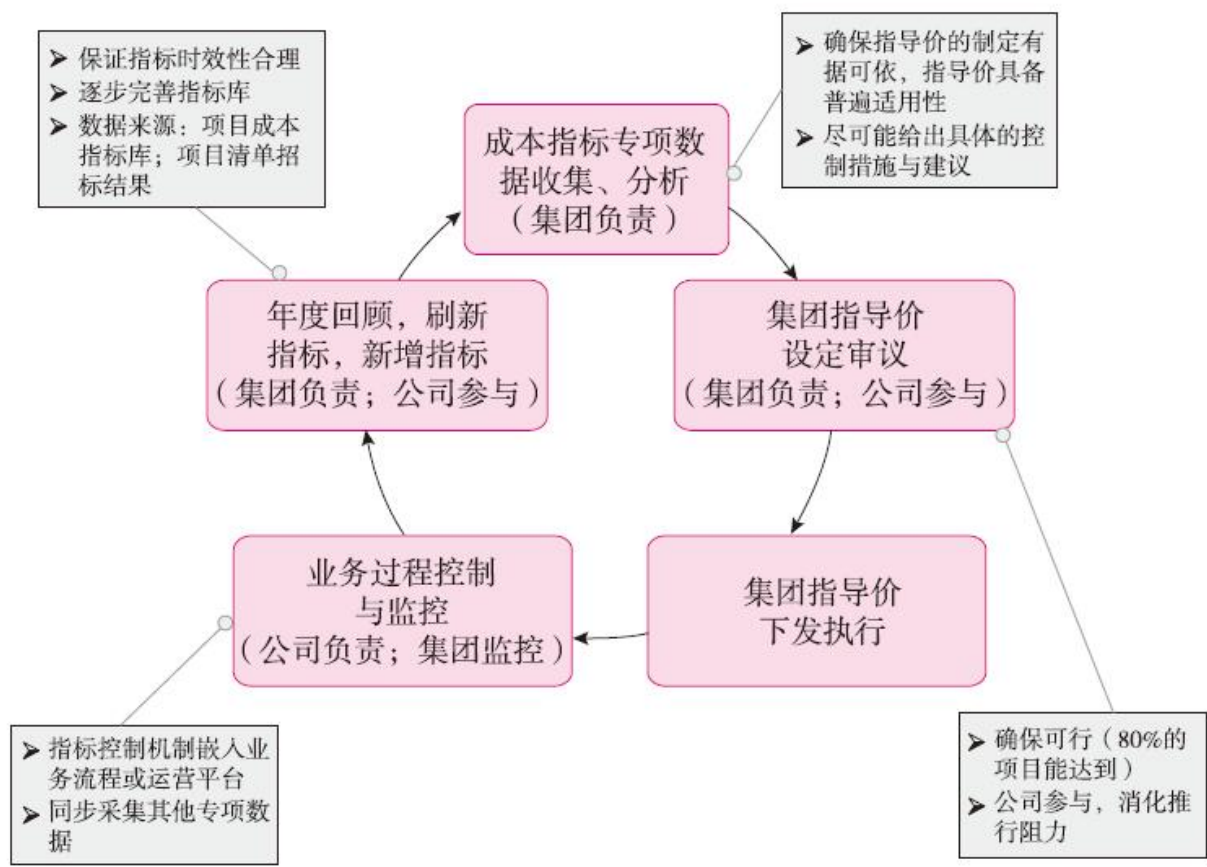 ➤ 保证指标时效性合理
➤ 逐步完善指标库
➤ 数据来源：项目成本
指标库；项目清单招
标结果
➤ 确保指导价的制定有
据可依，指导价具备
普遍适用性
➤ 尽可能给出具体的控
制措施与建议
成本指标专项数
据收集、分析
（集团负责）
年度回顾，刷新
指标，新增指标
（集团负责；公司参与）
集团指导价
设定审议
（集团负责；公司参与）
业务过程控制
与监控
（公司负责；集团监控）
集团指导价
下发执行
➤ 指标控制机制嵌入业
务流程或运营平台
➤ 同步采集其他专项数
据
➤ 确保可行（80%的
项目能达到）
➤ 公司参与，消化推
行阻力